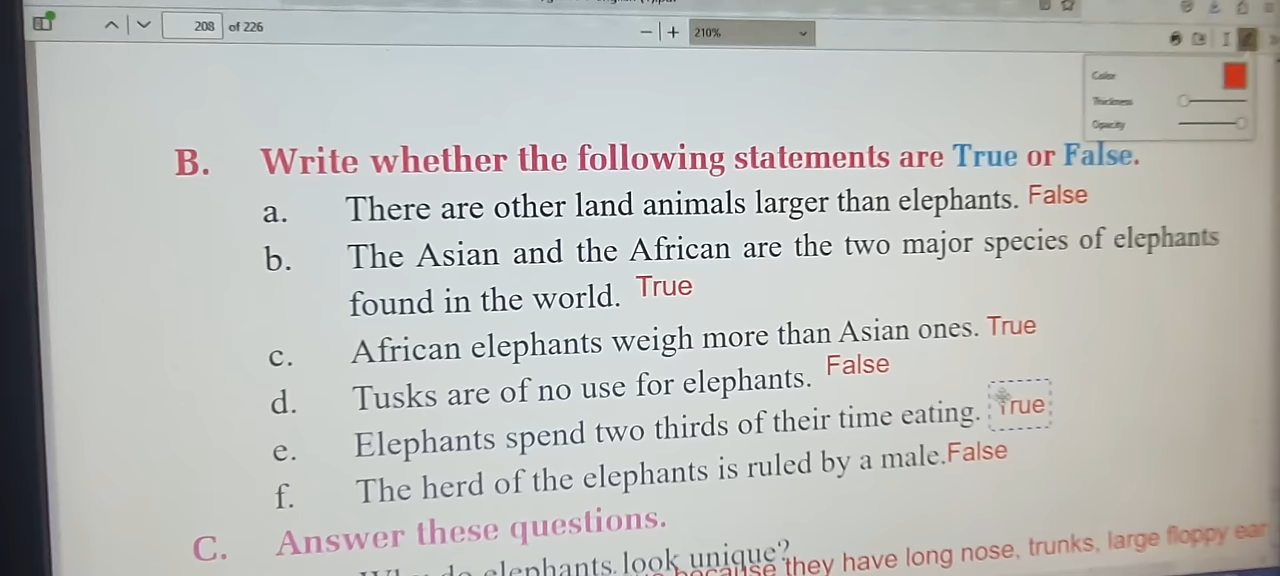 208 of 226
210%
Color
Thickness
Opacity
B. Write whether the following statements are True or False.
a. There are other land animals larger than elephants. False
b. The Asian and the African are the two major species of elephants
found in the world. True
c. African elephants weigh more than Asian ones. True
d. Tusks are of no use for elephants. False
e. Elephants spend two thirds of their time eating. True
f. The herd of the elephants is ruled by a male.False
C. Answer these questions.
elephants look unique?
because they have long nose, trunks, large floppy ear